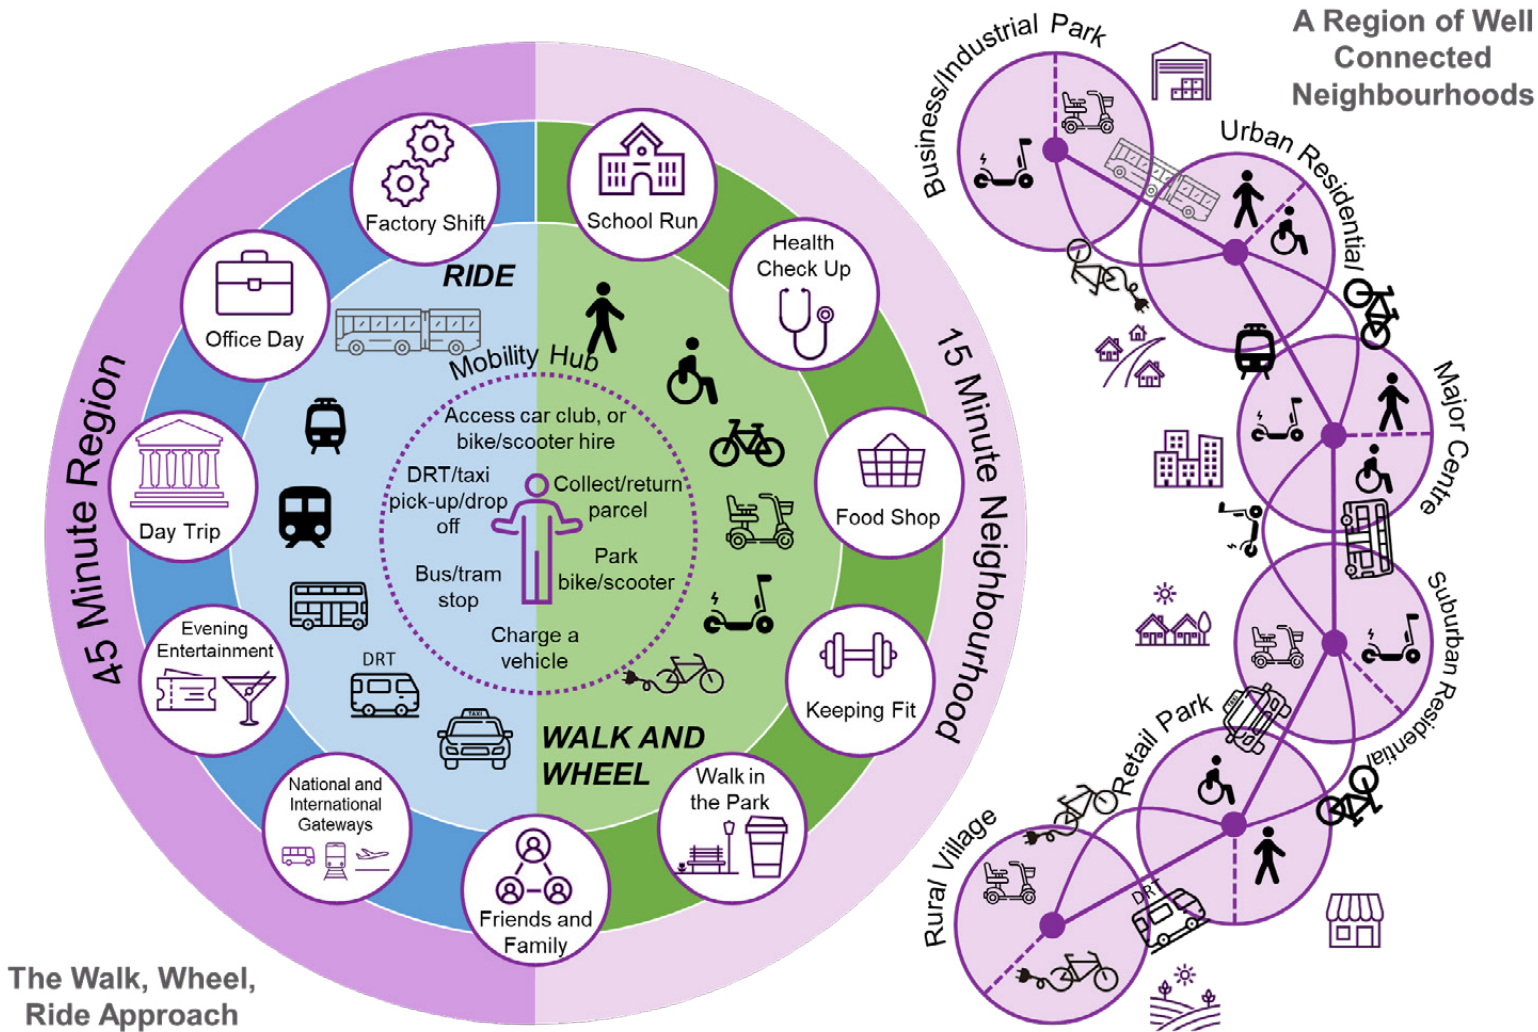 A Region of Well
Connected
Neighbourhoods
Business/Industrial Park
Urban Residential
Major Centre
Suburban Residential
Retail Park
Rural Village
DRT
45 Minute Region
15 Minute Neighbourhood
Factory Shift
School Run
Health
Check Up
Office Day
RIDE
Mobility Hub
Access car club, or
bike/scooter hire
DRT/taxi
pick-up/drop
off
Collect/return
parcel
Bus/tram
stop
Park
bike/scooter
Charge a
vehicle
Day Trip
Food Shop
Evening
Entertainment
DRT
TAXI
Keeping Fit
WALK AND
WHEEL
National and
International
Gateways
Walk in
the Park
Friends and
Family
The Walk, Wheel,
Ride Approach